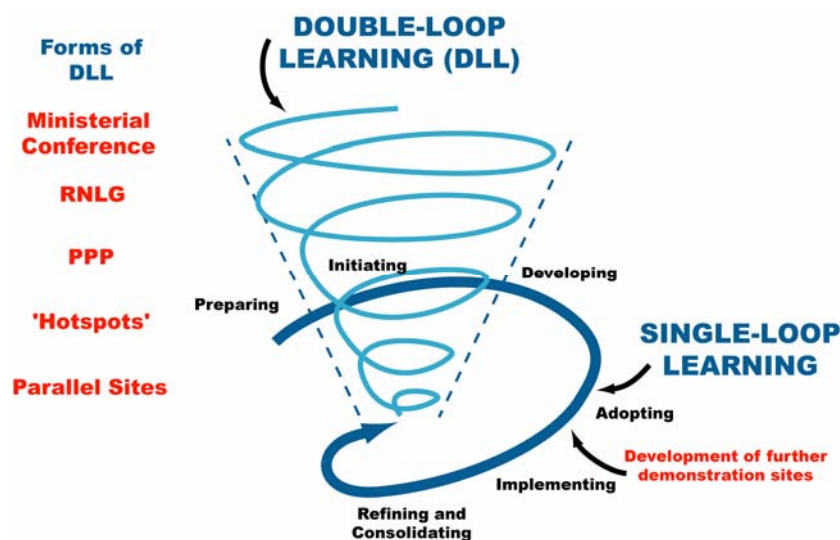 Forms of
DLL
Ministerial
Conference
RNLG
PPP
'Hotspots'
Parallel Sites
DOUBLE-LOOP
LEARNING (DLL)
Preparing
Initiating
Developing
SINGLE-LOOP
LEARNING
Adopting
Development of further
demonstration sites
Implementing
Refining and
Consolidating